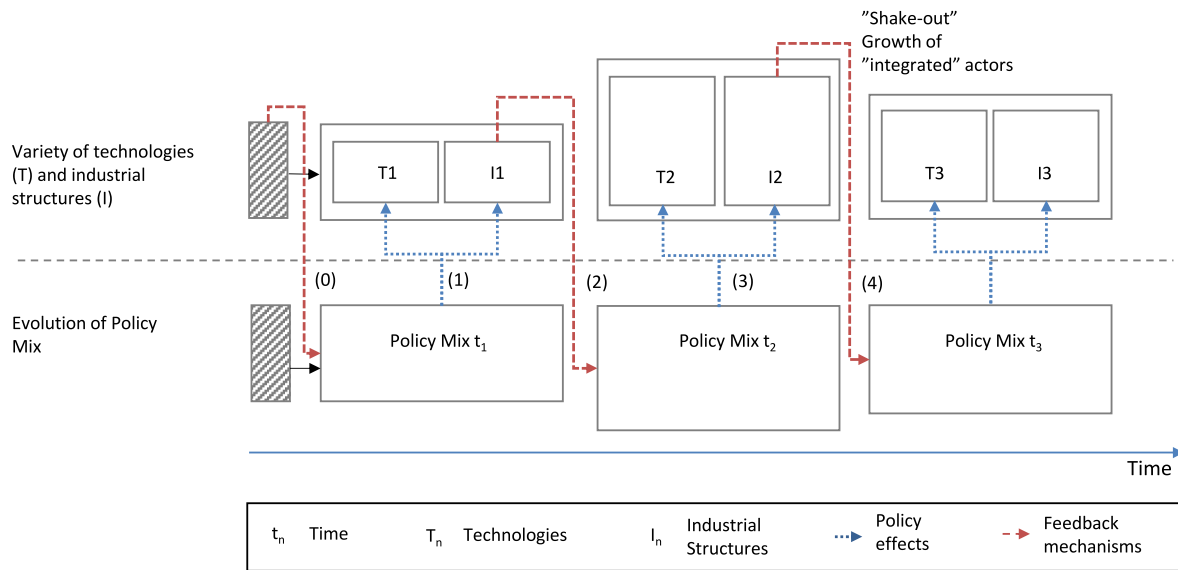 ”Shake-out”
Growth of
”integrated” actors
Variety of technologies
(T) and industrial
structures (I)
T1
I1
T2
I2
T3
I3
(0)
(1)
(2)
(3)
(4)
Evolution of Policy
Mix
Policy Mix t1
Policy Mix t2
Policy Mix t3
Time
tn Time
Tn Technologies
In Industrial
Structures
Policy
effects
Feedback
mechanisms